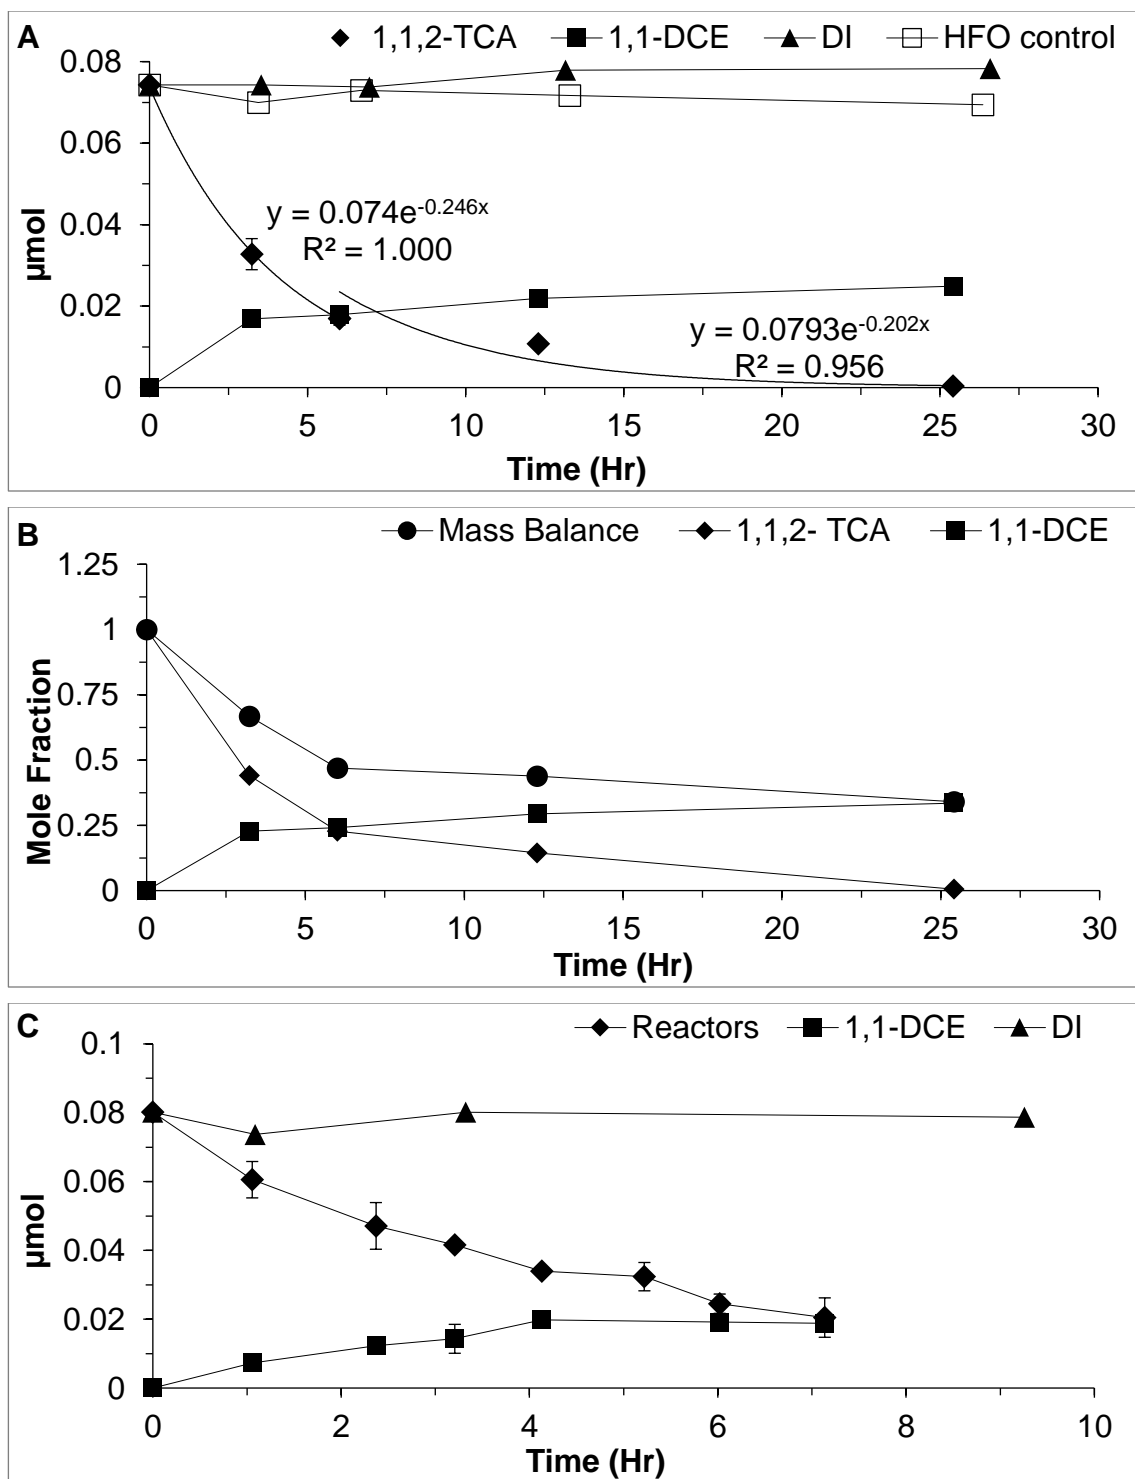 A
1,1,2-TCA 1,1-DCE DI HFO control
0.08
0.06
0.04
0.02
0
µmol
y = 0.074e-0.246x
R² = 1.000
y = 0.0793e-0.202x
R² = 0.956
0 5 10 15 20 25 30
Time (Hr)
B
Mass Balance 1,1,2- TCA 1,1-DCE
1.25
1
0.75
0.5
0.25
0
Mole Fraction
0 5 10 15 20 25 30
Time (Hr)
C
Reactors 1,1-DCE DI
0.1
0.08
0.06
0.04
0.02
0
µmol
0 2 4 6 8 10
Time (Hr)